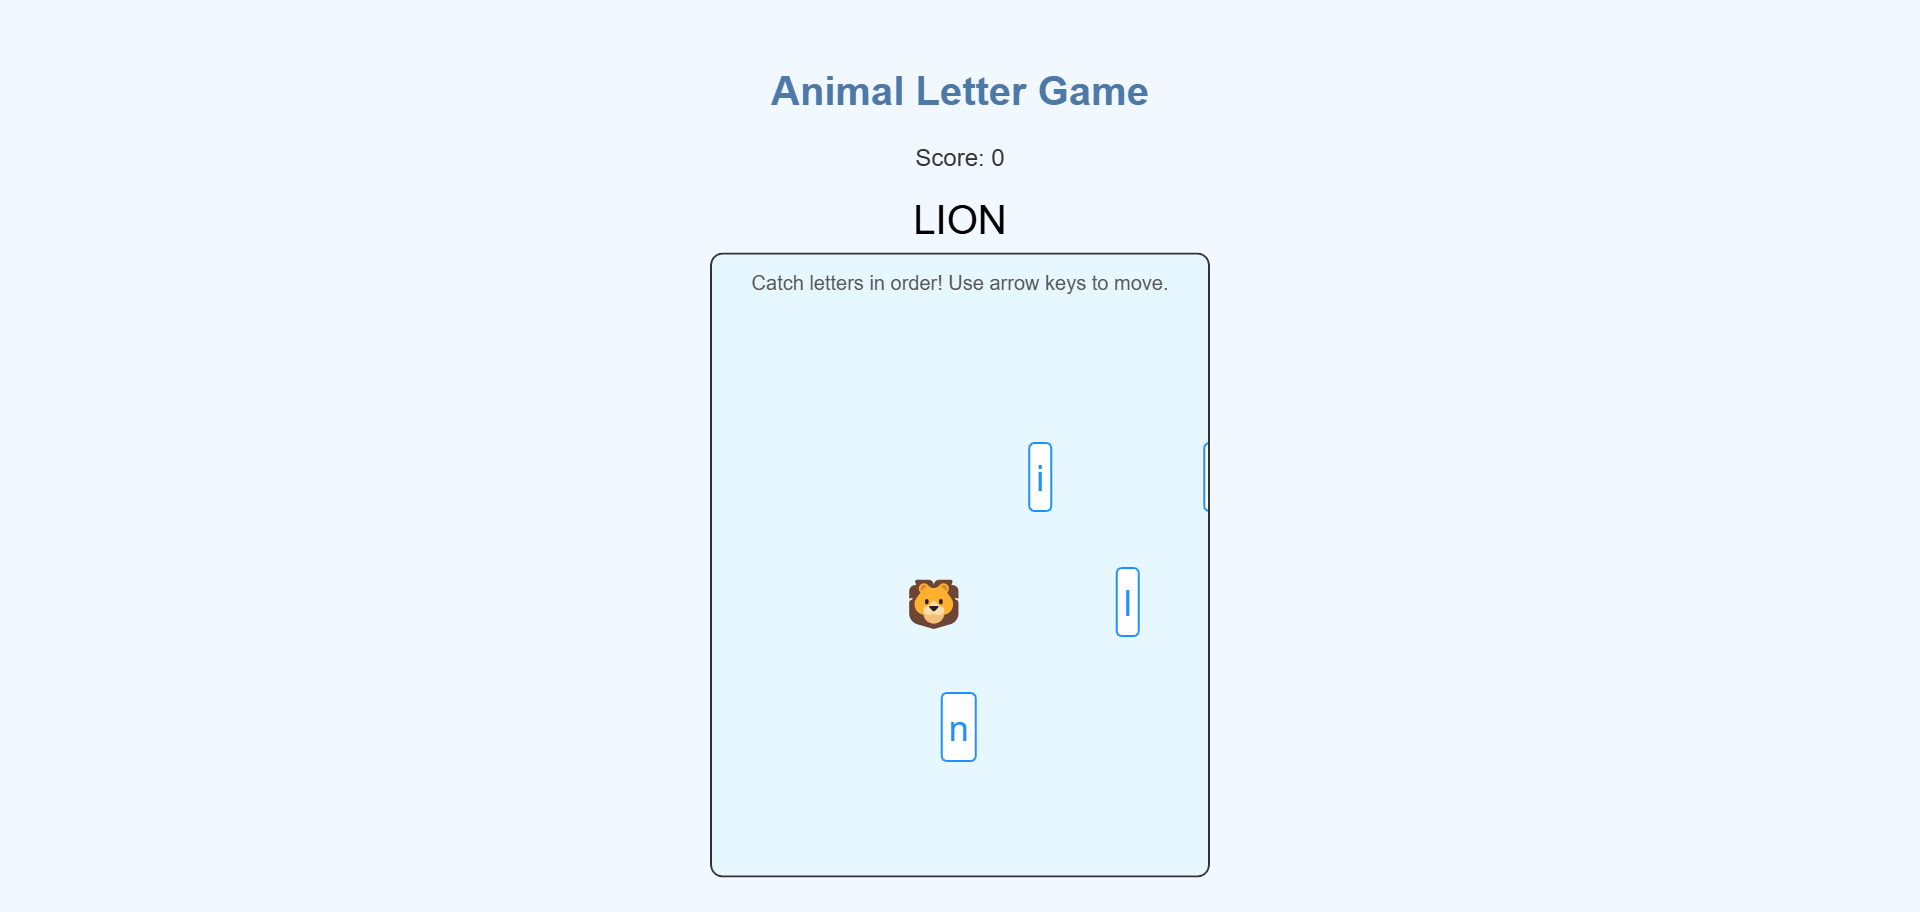 Animal Letter Game
Score: 0
LION
Catch letters in order! Use arrow keys to move.
i
l
n